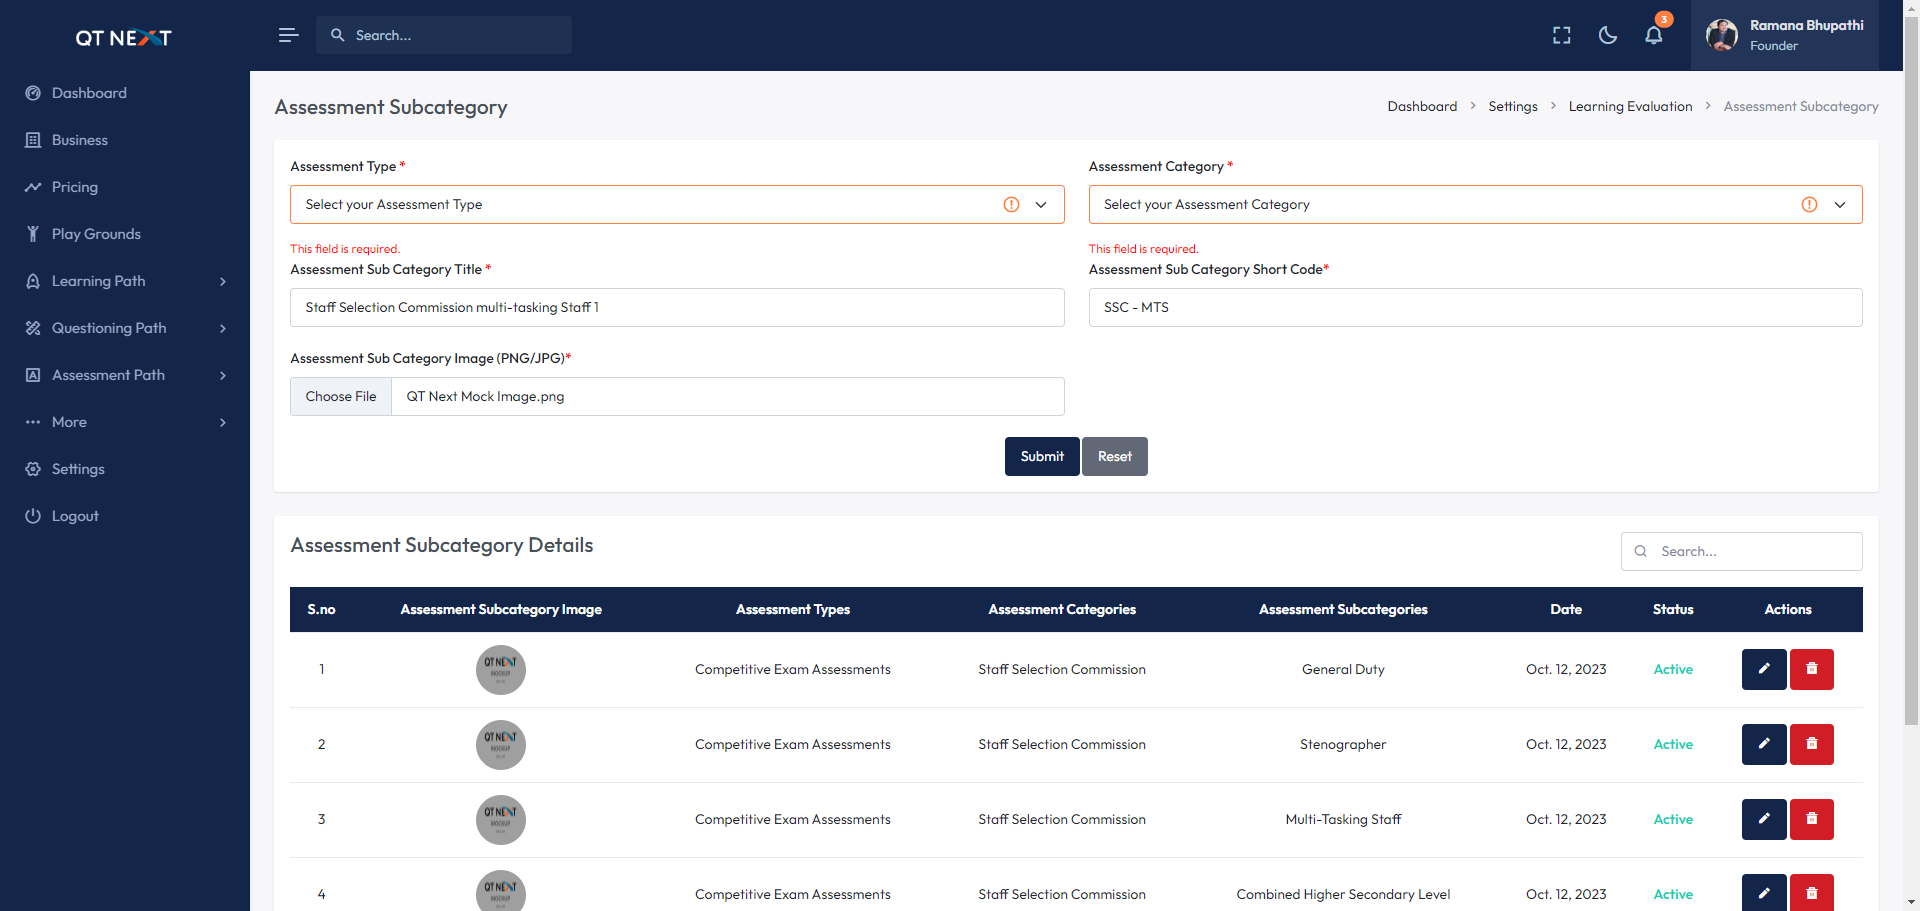 QT NEXT
Search...
3
Ramana Bhupathi
Founder
Dashboard
Business
Pricing
Play Grounds
Learning Path
Questioning Path
Assessment Path
More
Settings
Logout
Assessment Subcategory
Dashboard > Settings > Learning Evaluation > Assessment Subcategory
Assessment Type *
Select your Assessment Type
This field is required.
Assessment Category *
Select your Assessment Category
This field is required.
Assessment Sub Category Title *
Staff Selection Commission multi-tasking Staff 1
Assessment Sub Category Short Code*
SSC - MTS
Assessment Sub Category Image (PNG/JPG)*
Choose File QT Next Mock Image.png
Submit Reset
Assessment Subcategory Details
Search...
S.no Assessment Subcategory Image Assessment Types Assessment Categories Assessment Subcategories Date Status Actions
1 QT NEXT MOCKUP Competitive Exam Assessments Staff Selection Commission General Duty Oct. 12, 2023 Active
2 QT NEXT MOCKUP Competitive Exam Assessments Staff Selection Commission Stenographer Oct. 12, 2023 Active
3 QT NEXT MOCKUP Competitive Exam Assessments Staff Selection Commission Multi-Tasking Staff Oct. 12, 2023 Active
4 QT NEXT MOCKUP Competitive Exam Assessments Staff Selection Commission Combined Higher Secondary Level Oct. 12, 2023 Active